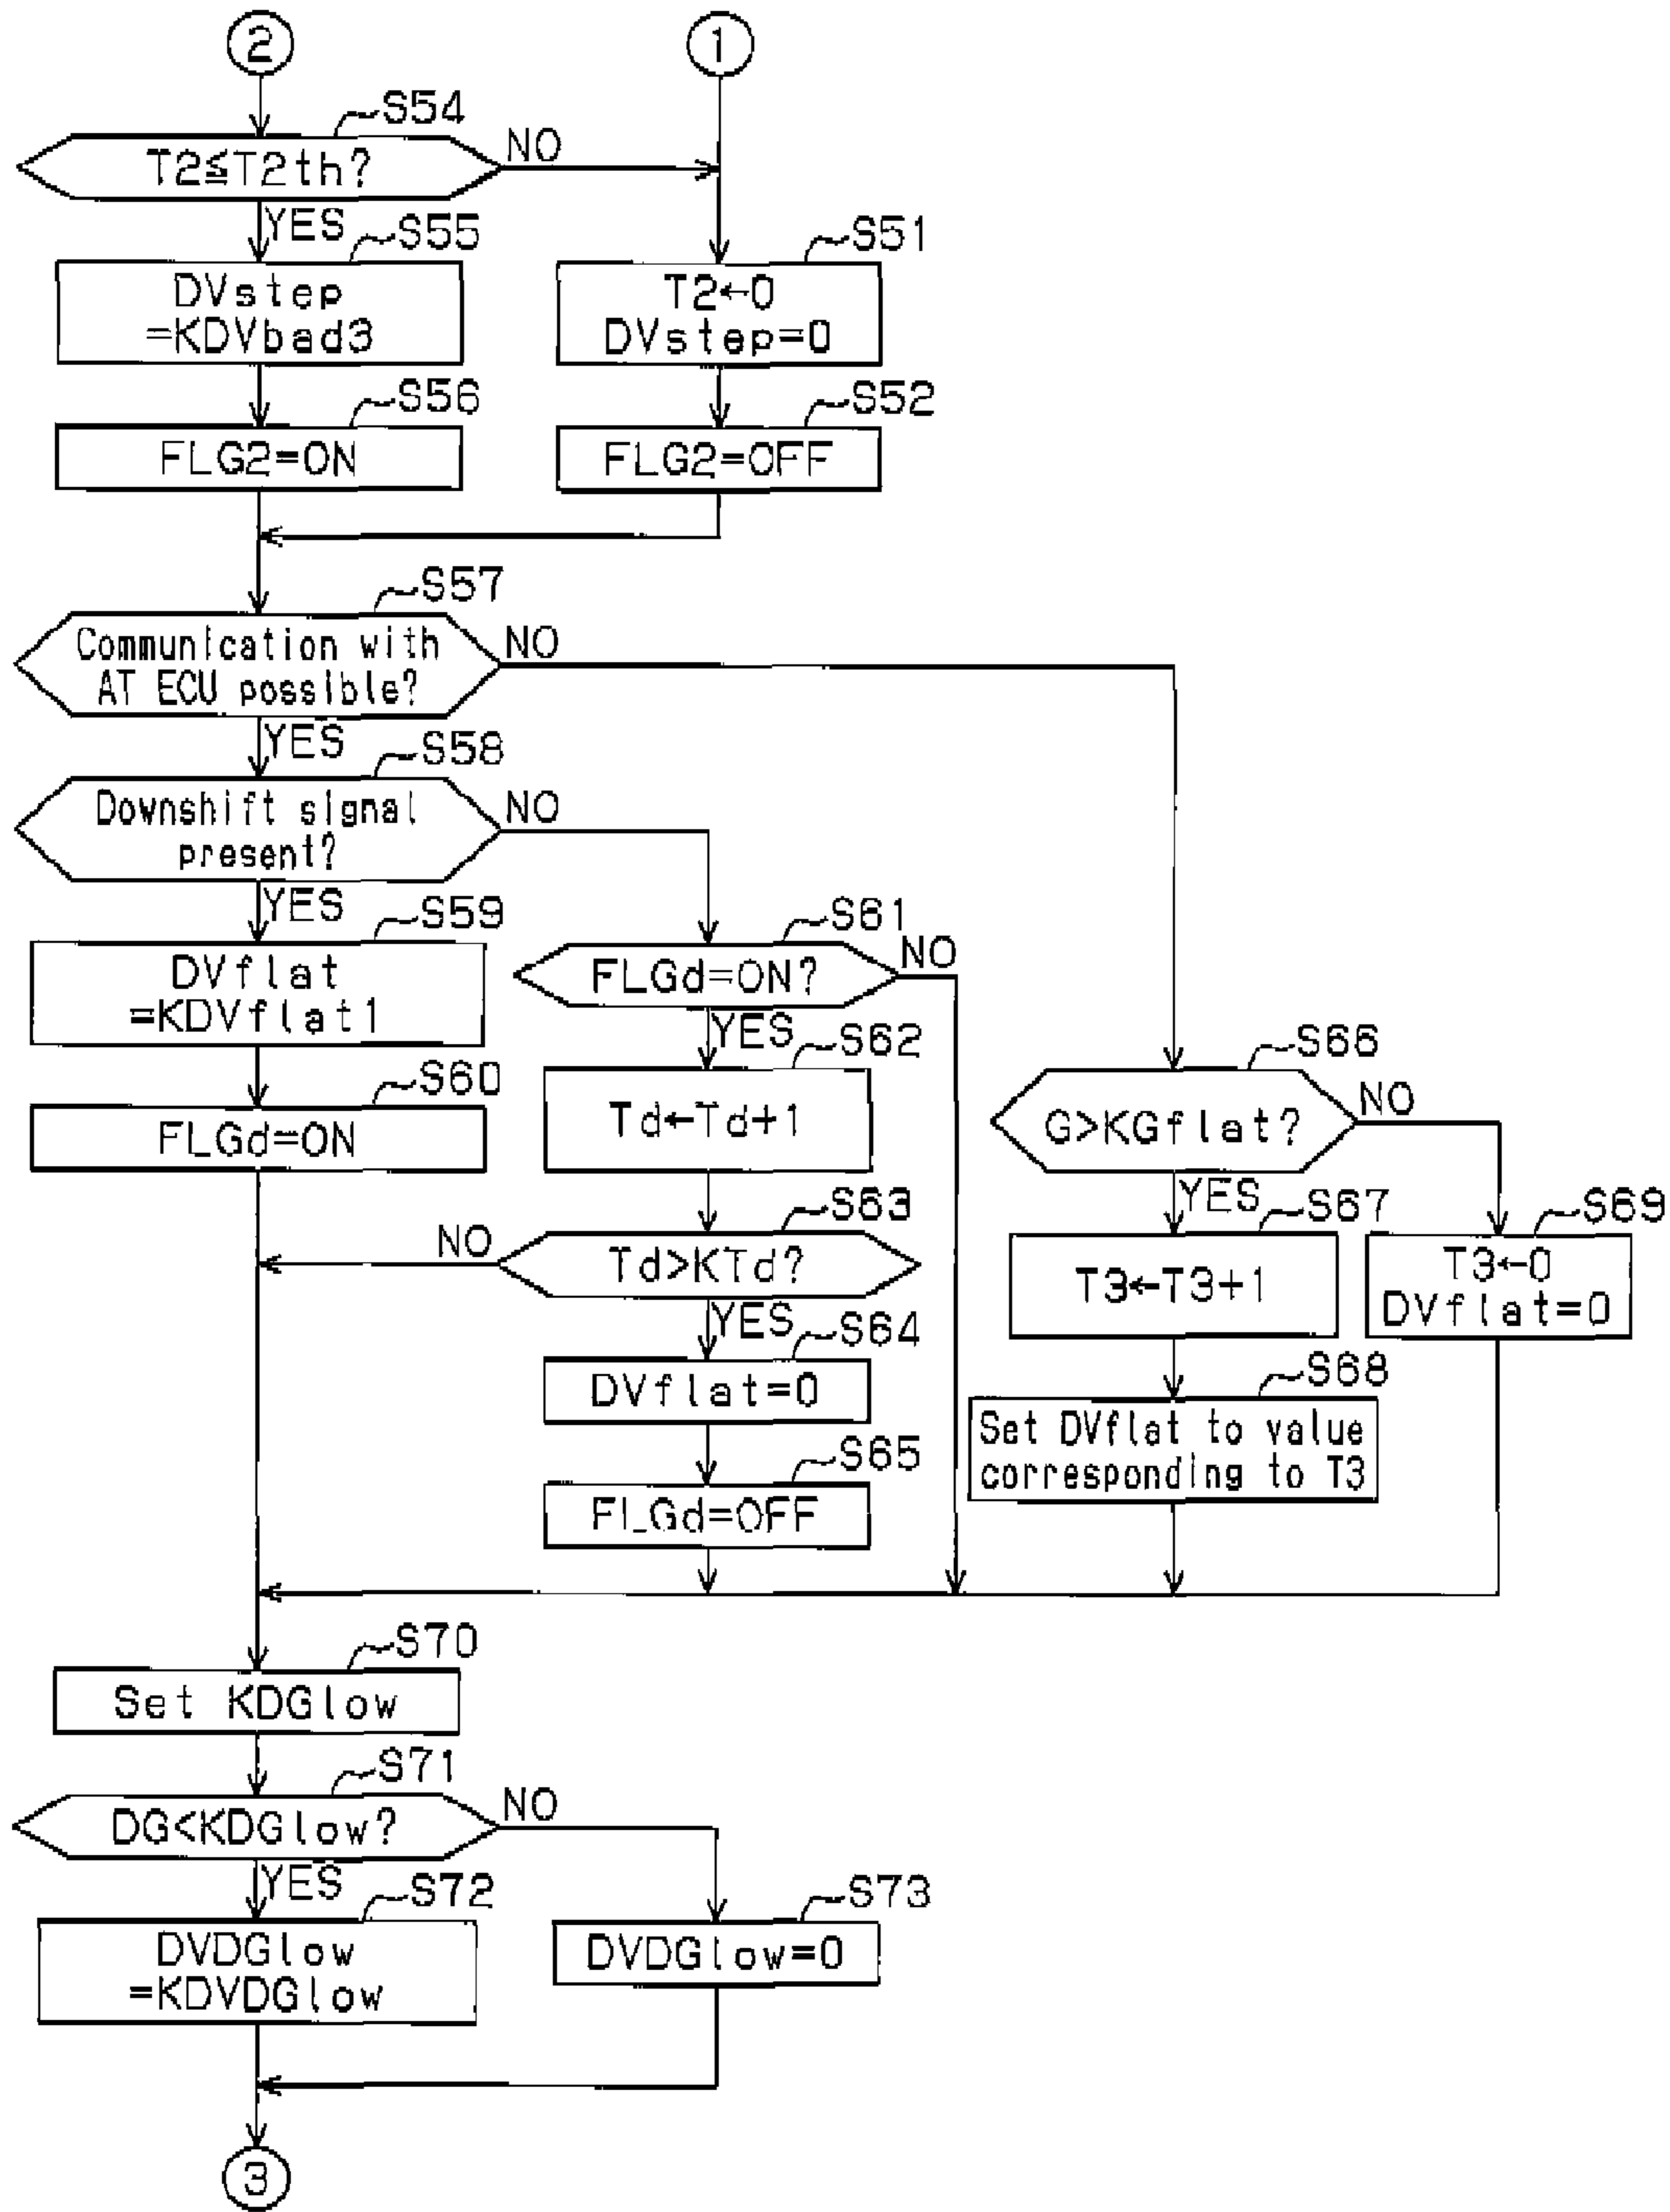 2
1
S54
T2≦T2th?
NO
YES
S55
DVstep
=KDVbad3
S51
T2←0
DVstep=0
S56
FLG2=ON
S52
FLG2=OFF
S57
Communication with
AT ECU possible?
NO
YES
S58
Downshift signal
present?
NO
YES
S59
DVflat
=KDVflat1
S60
FLGd=ON
S61
FLGd=ON?
NO
YES
S62
Td←Td+1
S63
Td>KTd?
NO
YES
S64
DVflat=0
S65
FLGd=OFF
S66
G>KGflat?
NO
YES
S67
T3←T3+1
S68
Set DVflat to value
corresponding to T3
S69
T3←0
DVflat=0
S70
Set KDGlow
S71
DG<KDGlow?
NO
YES
S72
DVDGlow
=KDVDGlow
S73
DVDGlow=0
3